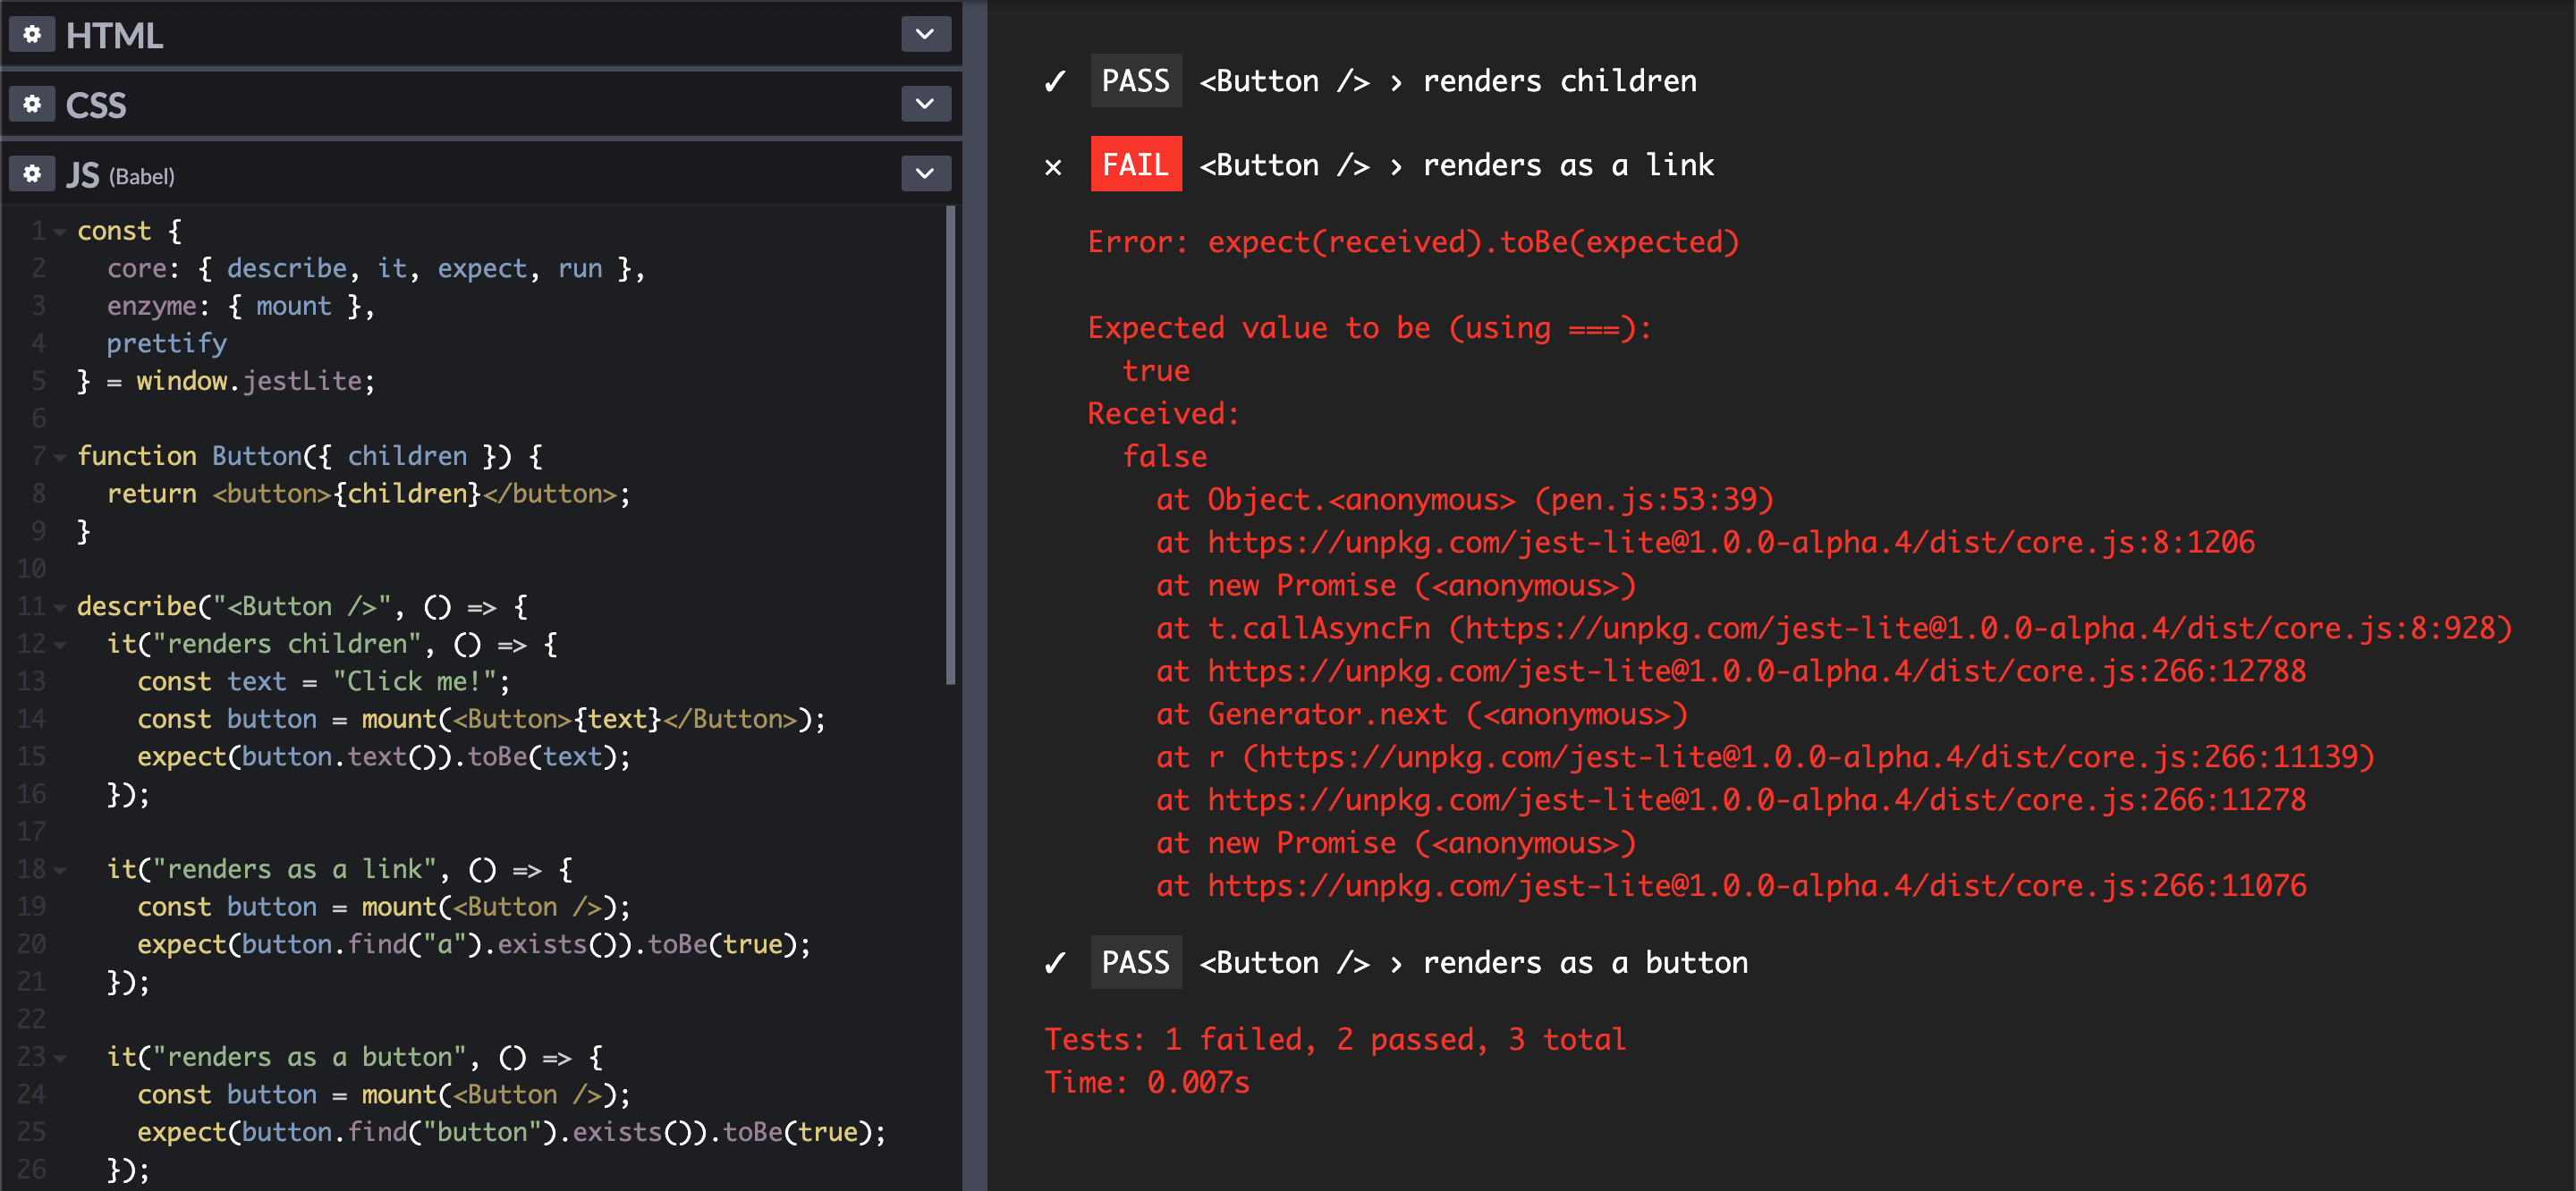 HTML
CSS
JS (Babel)
1 const {
2   core: { describe, it, expect, run },
3   enzyme: { mount },
4   prettify
5 } = window.jestLite;
6
7 function Button({ children }) {
8   return <button>{children}</button>;
9 }
10
11 describe("<Button />", () => {
12   it("renders children", () => {
13     const text = "Click me!";
14     const button = mount(<Button>{text}</Button>);
15     expect(button.text()).toBe(text);
16   });
17
18   it("renders as a link", () => {
19     const button = mount(<Button />);
20     expect(button.find("a").exists()).toBe(true);
21   });
22
23   it("renders as a button", () => {
24     const button = mount(<Button />);
25     expect(button.find("button").exists()).toBe(true);
26   });
✓ PASS <Button /> › renders children
× FAIL <Button /> › renders as a link
Error: expect(received).toBe(expected)
Expected value to be (using ===):
  true
Received:
  false
    at Object.<anonymous> (pen.js:53:39)
    at https://unpkg.com/jest-lite@1.0.0-alpha.4/dist/core.js:8:1206
    at new Promise (<anonymous>)
    at t.callAsyncFn (https://unpkg.com/jest-lite@1.0.0-alpha.4/dist/core.js:8:928)
    at https://unpkg.com/jest-lite@1.0.0-alpha.4/dist/core.js:266:12788
    at Generator.next (<anonymous>)
    at r (https://unpkg.com/jest-lite@1.0.0-alpha.4/dist/core.js:266:11139)
    at https://unpkg.com/jest-lite@1.0.0-alpha.4/dist/core.js:266:11278
    at new Promise (<anonymous>)
    at https://unpkg.com/jest-lite@1.0.0-alpha.4/dist/core.js:266:11076
✓ PASS <Button /> › renders as a button
Tests: 1 failed, 2 passed, 3 total
Time: 0.007s